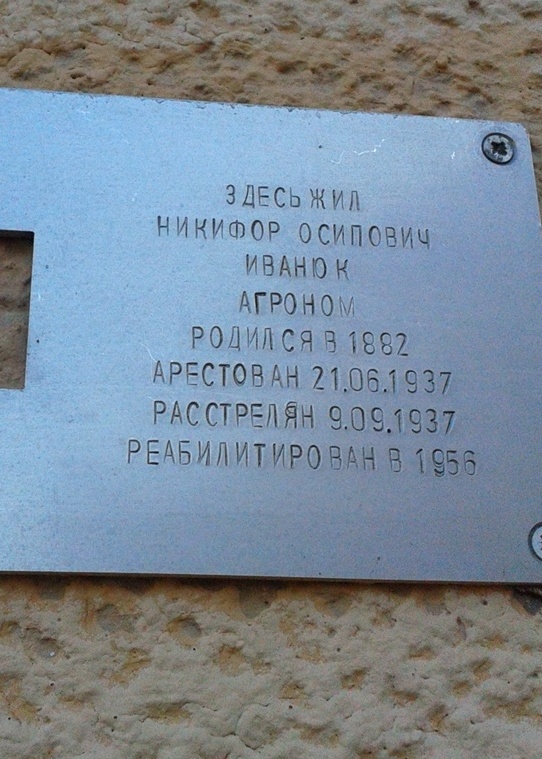 ЗДЕСЬ ЖИЛ
НИКИФОР ОСИПОВИЧ
ИВАНЮК
АГРОНОМ
РОДИЛСЯ В 1882
АРЕСТОВАН 21.06.1937
РАССТРЕЛЯН 9.09.1937
РЕАБИЛИТИРОВАН В 1956